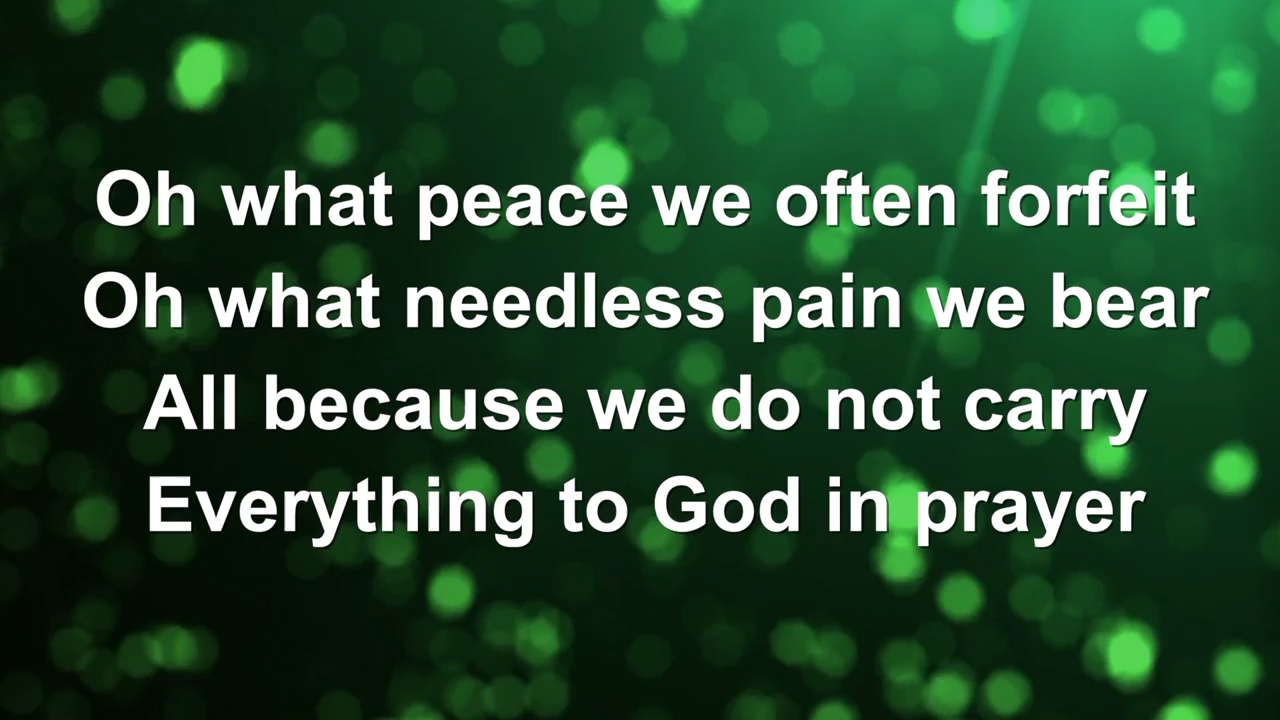 Oh what peace we often forfeit
Oh what needless pain we bear
All because we do not carry
Everything to God in prayer